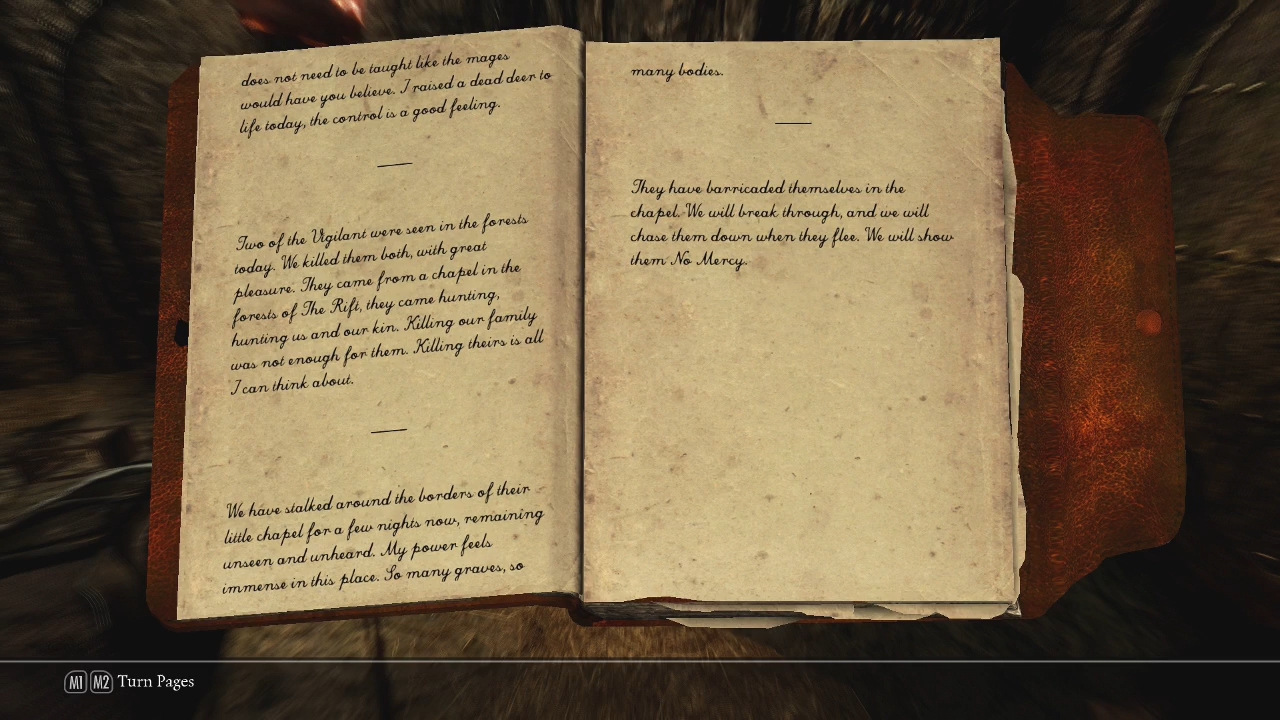 does not need to be taught like the mages
would have you believe. I raised a dead deer to
life today, the control is a good feeling.
Two of the Vigilant were seen in the forests
today. We killed them both, with great
pleasure. They came from a chapel in the
forests of The Rift, they came hunting,
hunting us and our kin. Killing our family
was not enough for them. Killing theirs is all
I can think about.
We have stalked around the borders of their
little chapel for a few nights now, remaining
unseen and unheard. My power feels
immense in this place. So many graves, so
many bodies.
They have barricaded themselves in the
chapel. We will break through, and we will
chase them down when they flee. We will show
them No Mercy.
M1 M2 Turn Pages